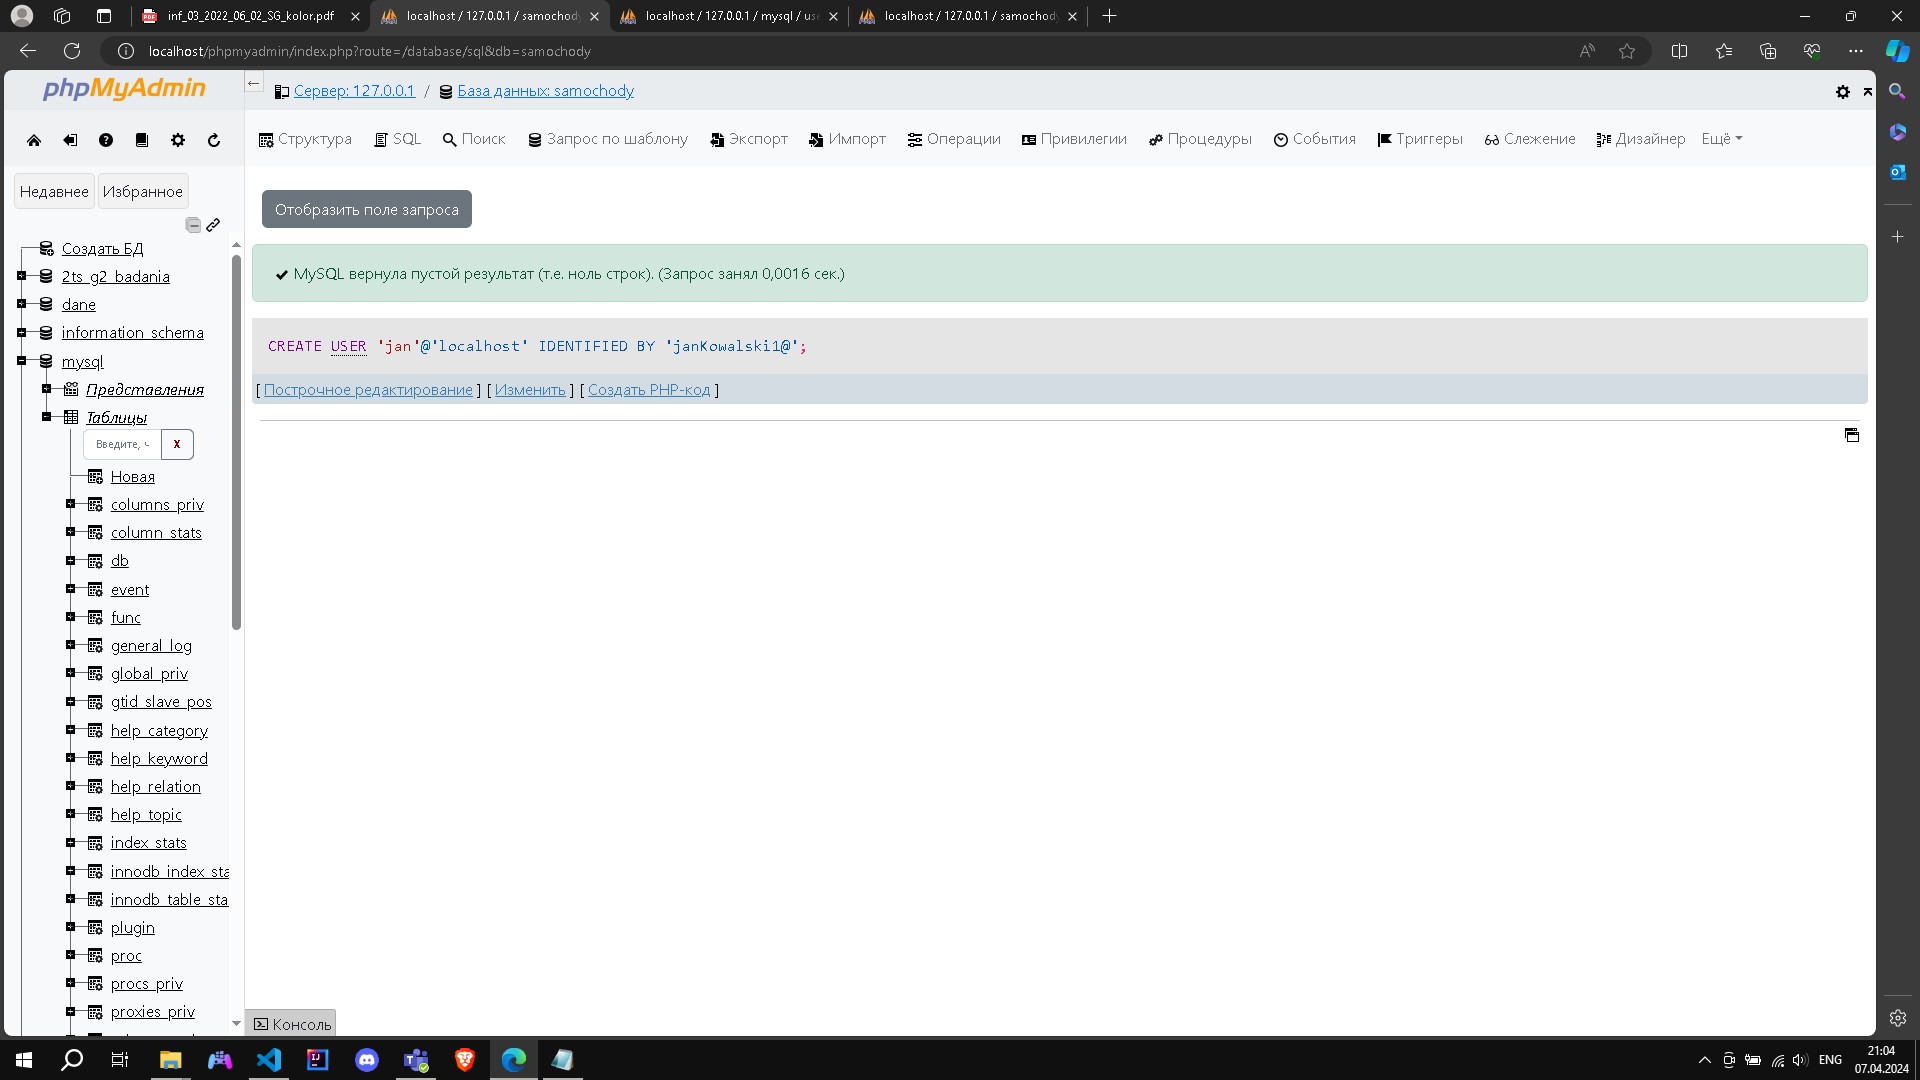 inf_03_2022_06_02_SG_kolor.pdf
localhost / 127.0.0.1 / samochody
localhost / 127.0.0.1 / mysql / use
localhost / 127.0.0.1 / samochody
localhost/phpmyadmin/index.php?route=/database/sql&db=samochody
phpMyAdmin
Недавнее Избранное
Создать БД
2ts_g2_badania
dane
information_schema
mysql
Представления
Таблицы
Введите, ч X
Новая
columns_priv
column_stats
db
event
func
general_log
global_priv
gtid_slave_pos
help_category
help_keyword
help_relation
help_topic
index_stats
innodb_index_sta
innodb_table_sta
plugin
proc
procs_priv
proxies_priv
Сервер: 127.0.0.1 / База данных: samochody
Структура SQL Поиск Запрос по шаблону Экспорт Импорт Операции Привилегии Процедуры События Триггеры Слежение Дизайнер Ещё
Отобразить поле запроса
MySQL вернула пустой результат (т.е. ноль строк). (Запрос занял 0,0016 сек.)
CREATE USER 'jan'@'localhost' IDENTIFIED BY 'janKowalski1@';
[ Построчное редактирование ] [ Изменить ] [ Создать PHP-код ]
Консоль
ENG
21:04
07.04.2024